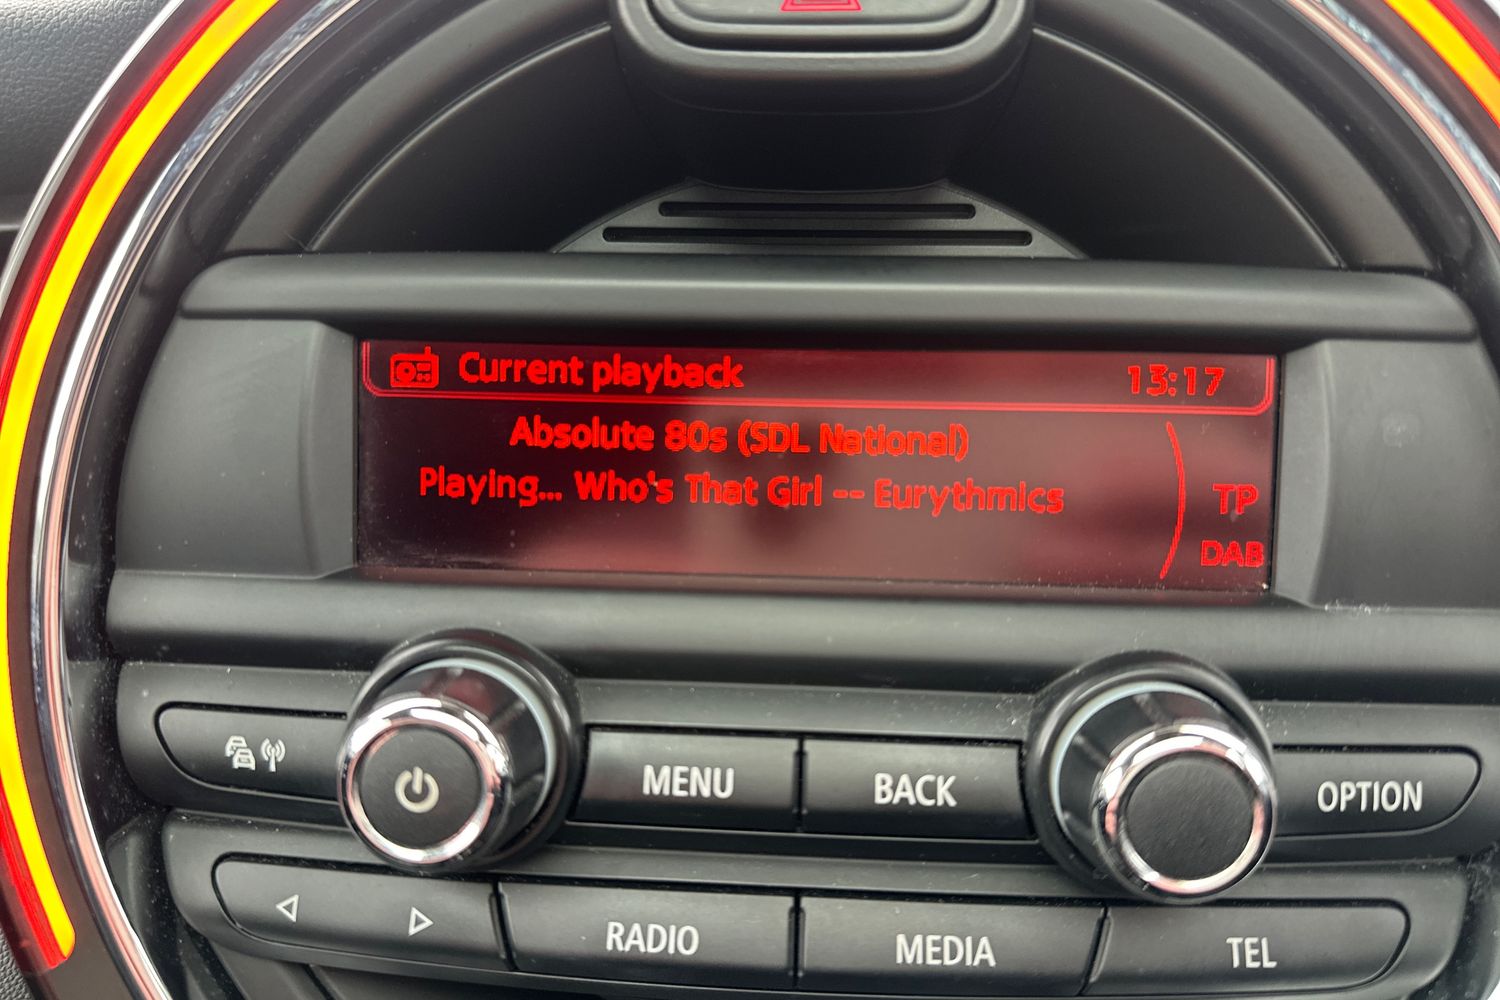 Current playback 13:17
Absolute 80s (SDL National)
Playing... Who's That Girl -- Eurythmics
TP
DAB
MENU BACK OPTION
RADIO MEDIA TEL